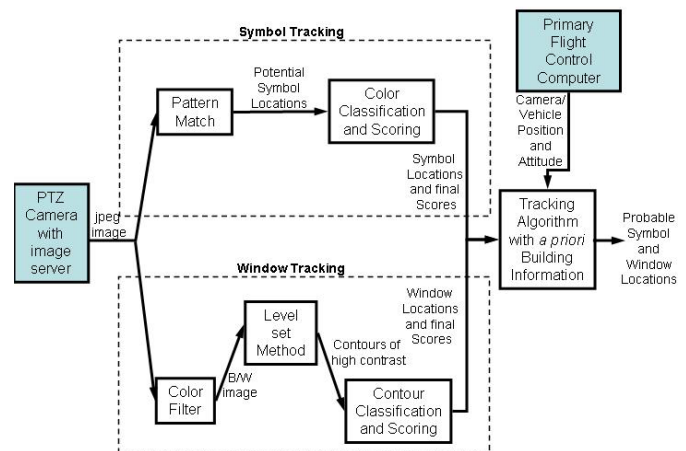 Symbol Tracking
Primary
Flight
Control
Computer
Pattern
Match
Potential
Symbol
Locations
Color
Classification
and Scoring
Camera/
Vehicle
Position
and
Attitude
Symbol
Locations
and final
Scores
PTZ
Camera
with
image
server
jpeg
image
Tracking
Algorithm
with a priori
Building
Information
Probable
Symbol
and
Window
Locations
Window Tracking
Window
Locations
and final
Scores
Level
set
Method
Contours of
high contrast
Color
Filter
B/W
image
Contour
Classification
and Scoring